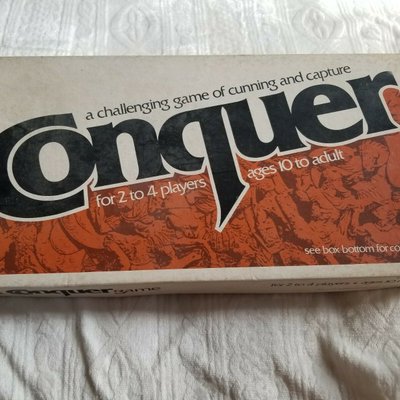 a challenging game of cunning and capture
Conquer
for 2 to 4 players
ages 10 to adult
see box bottom for
Conquer game
for 2 to 4 players • ages